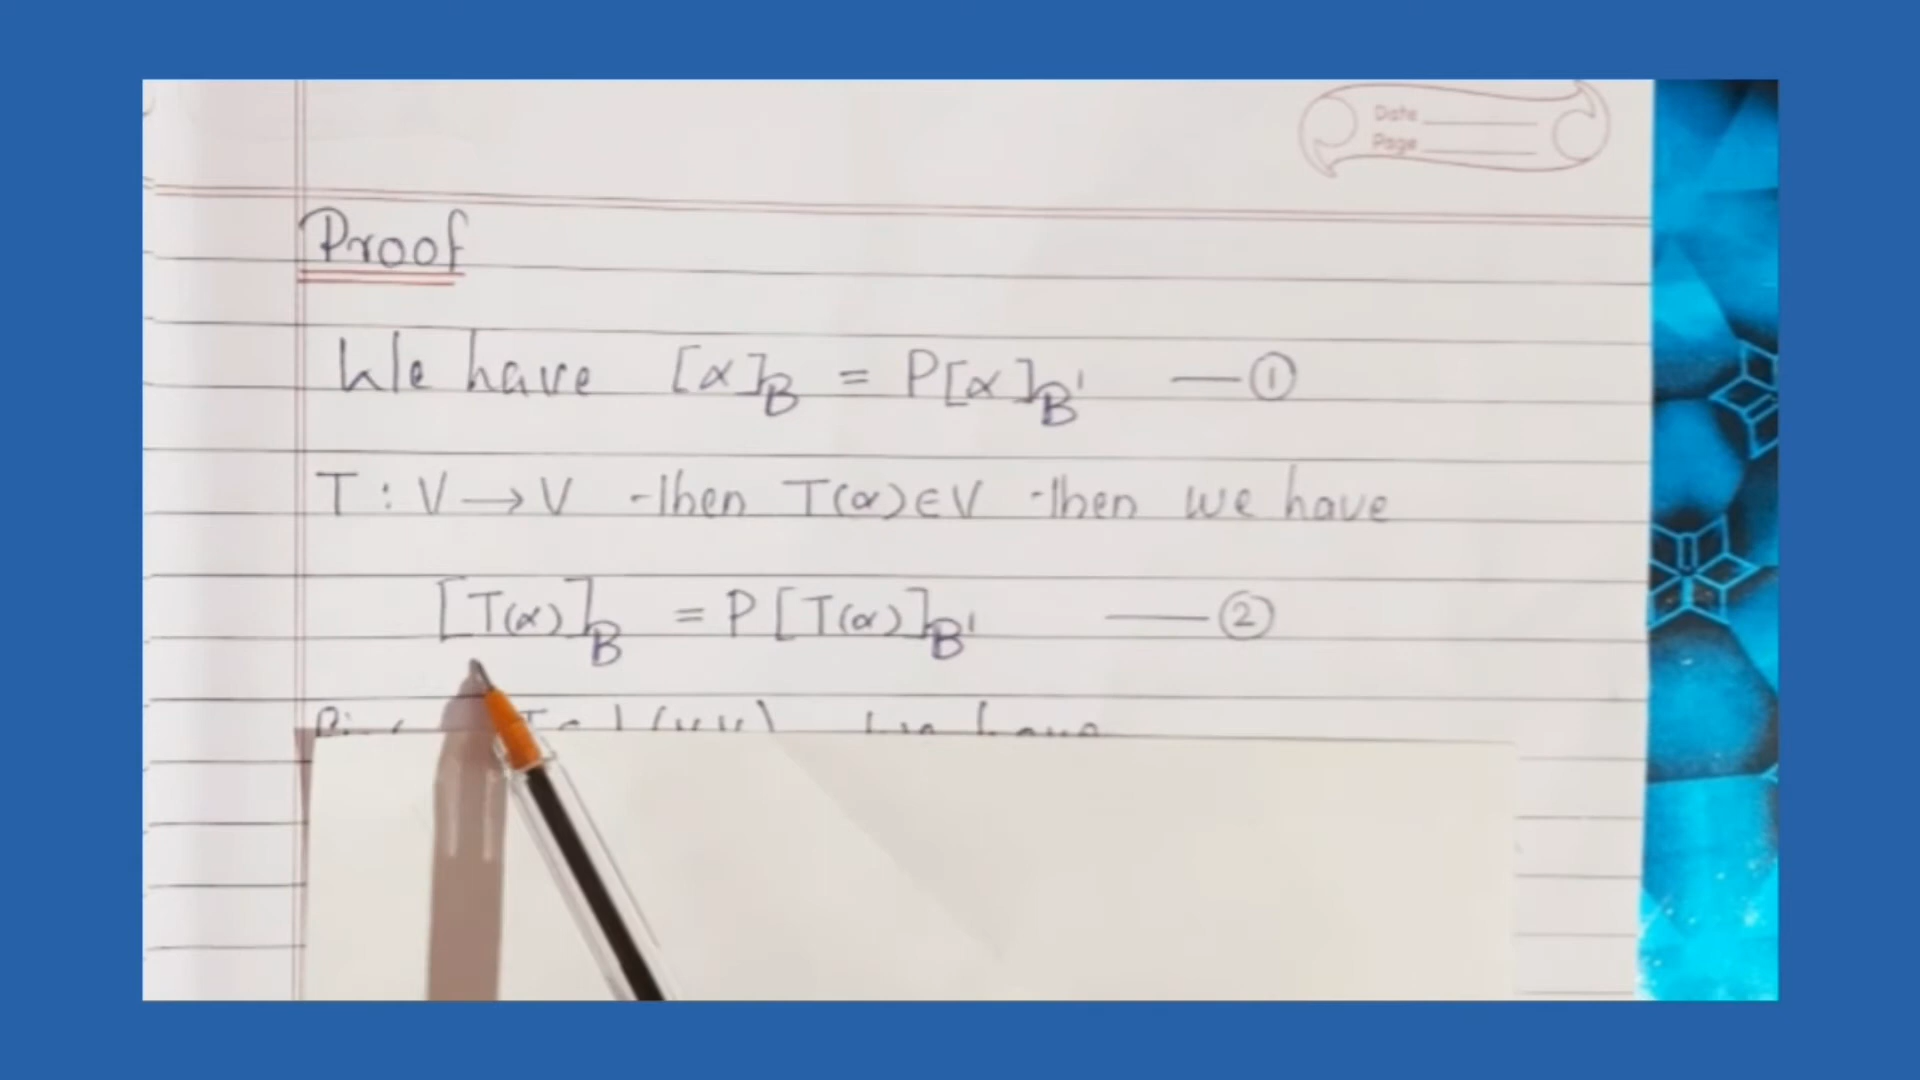 Date
Page
Proof
We have [α]B = P[α]B' —①
T : V → V then T(α)∈V then we have
[T(α)]B = P[T(α)]B' —②